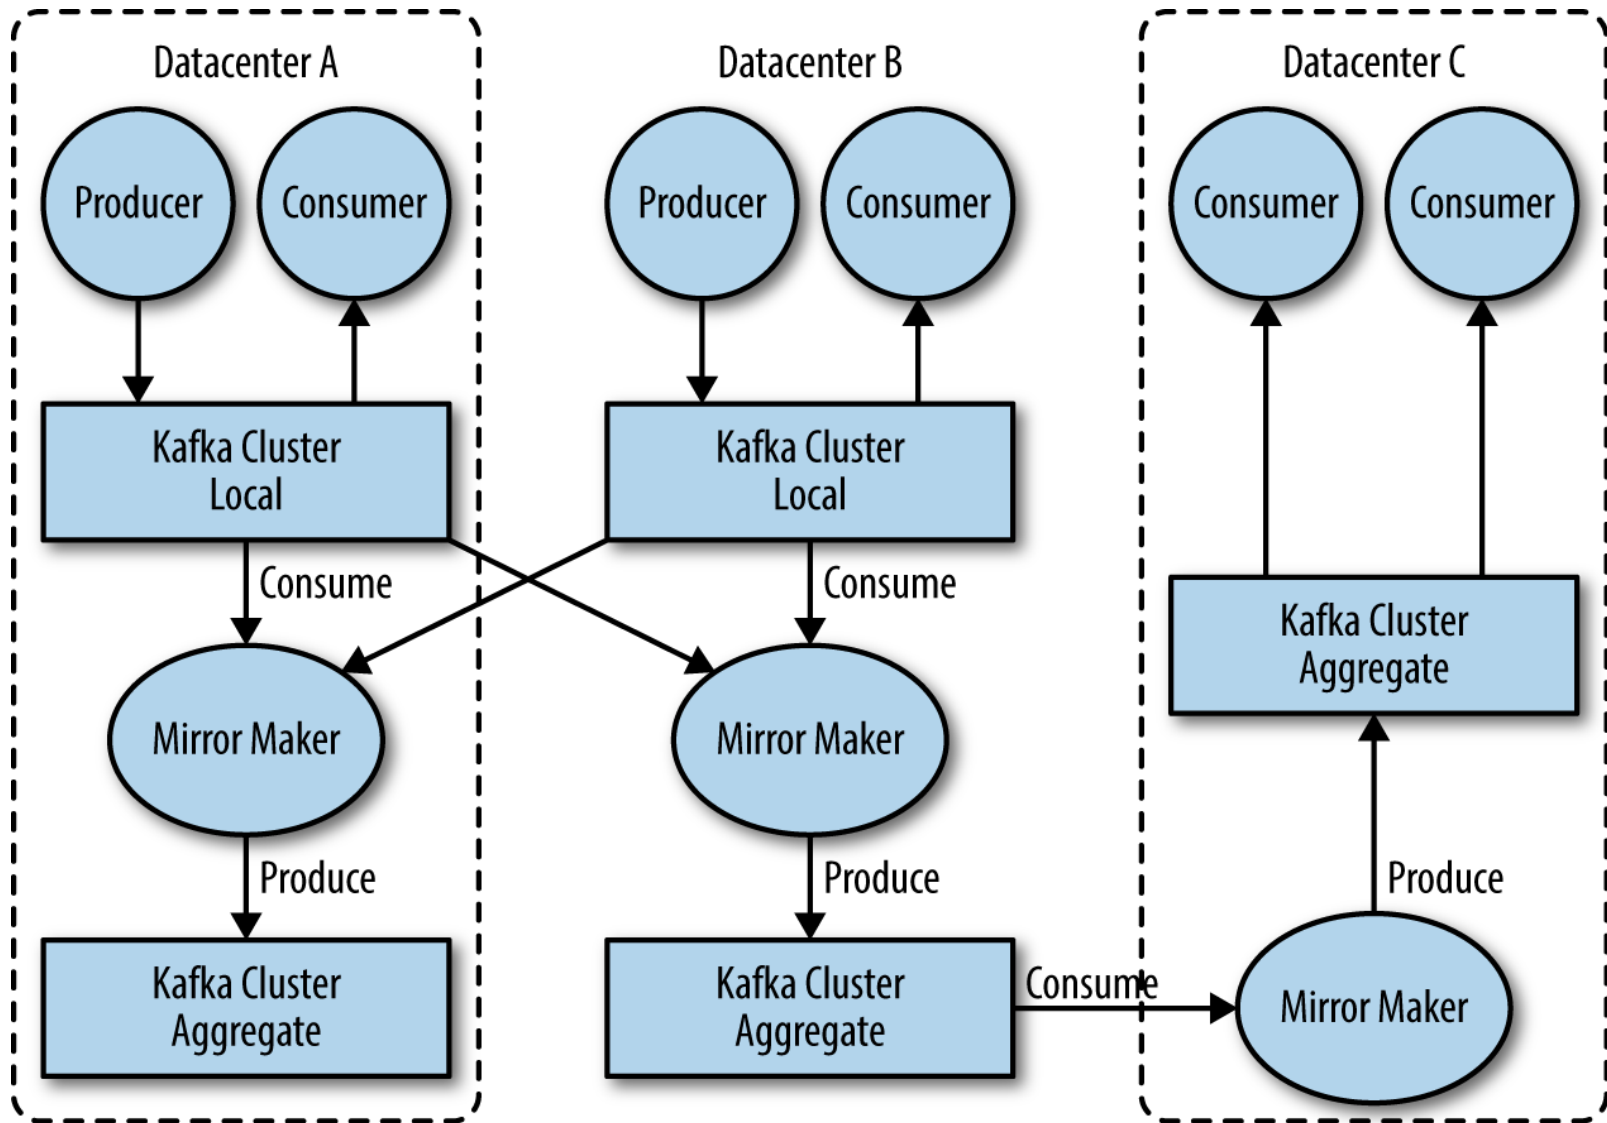 Datacenter A
Producer
Consumer
Kafka Cluster
Local
Consume
Mirror Maker
Produce
Kafka Cluster
Aggregate
Datacenter B
Producer
Consumer
Kafka Cluster
Local
Consume
Mirror Maker
Produce
Kafka Cluster
Aggregate
Consume
Datacenter C
Consumer
Consumer
Kafka Cluster
Aggregate
Produce
Mirror Maker